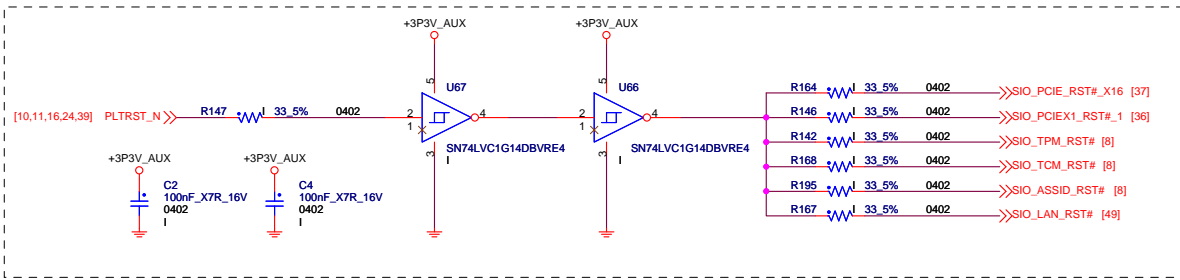 +3P3V_AUX +3P3V_AUX
5 U67 5 U66
[10,11,16,24,39] PLTRST_N R147 I 33_5% 0402 2 1 4 3 2 1 4 3
SN74LVC1G14DBVRE4 SN74LVC1G14DBVRE4
I I
R164 I 33_5% 0402 SIO_PCIE_RST#_X16 [37]
R146 I 33_5% 0402 SIO_PCIEX1_RST#_1 [36]
R142 I 33_5% 0402 SIO_TPM_RST# [8]
R168 I 33_5% 0402 SIO_TCM_RST# [8]
R195 I 33_5% 0402 SIO_ASSID_RST# [8]
R167 I 33_5% 0402 SIO_LAN_RST# [49]
+3P3V_AUX +3P3V_AUX
C2 C4
100nF_X7R_16V 100nF_X7R_16V
0402 0402
I I